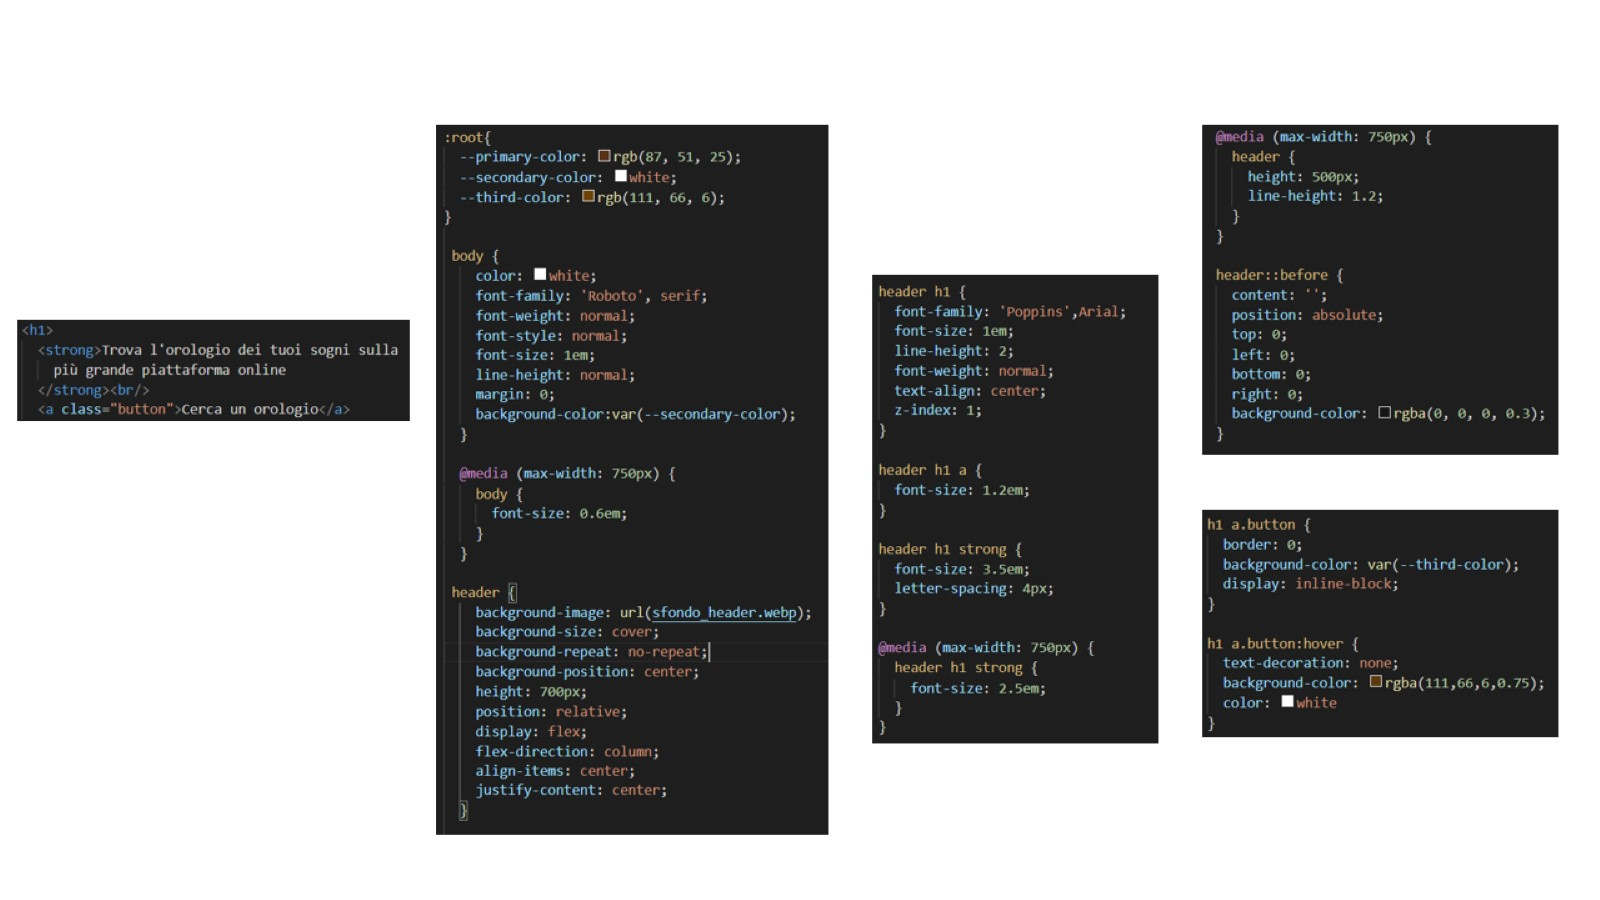 <h1>
<strong>Trova l'orologio dei tuoi sogni sulla
più grande piattaforma online
</strong><br/>
<a class="button">Cerca un orologio</a>
:root{
--primary-color: rgb(87, 51, 25);
--secondary-color: white;
--third-color: rgb(111, 66, 6);
}
body {
color: white;
font-family: 'Roboto', serif;
font-weight: normal;
font-style: normal;
font-size: 1em;
line-height: normal;
margin: 0;
background-color:var(--secondary-color);
}
@media (max-width: 750px) {
body {
font-size: 0.6em;
}
}
header {
background-image: url(sfondo_header.webp);
background-size: cover;
background-repeat: no-repeat;
background-position: center;
height: 700px;
position: relative;
display: flex;
flex-direction: column;
align-items: center;
justify-content: center;
}
header h1 {
font-family: 'Poppins',Arial;
font-size: 1em;
line-height: 2;
font-weight: normal;
text-align: center;
z-index: 1;
}
header h1 a {
font-size: 1.2em;
}
header h1 strong {
font-size: 3.5em;
letter-spacing: 4px;
}
@media (max-width: 750px) {
header h1 strong {
font-size: 2.5em;
}
}
@media (max-width: 750px) {
header {
height: 500px;
line-height: 1.2;
}
}
header::before {
content: '';
position: absolute;
top: 0;
left: 0;
bottom: 0;
right: 0;
background-color: rgba(0, 0, 0, 0.3);
}
h1 a.button {
border: 0;
background-color: var(--third-color);
display: inline-block;
}
h1 a.button:hover {
text-decoration: none;
background-color: rgba(111,66,6,0.75);
color: white
}